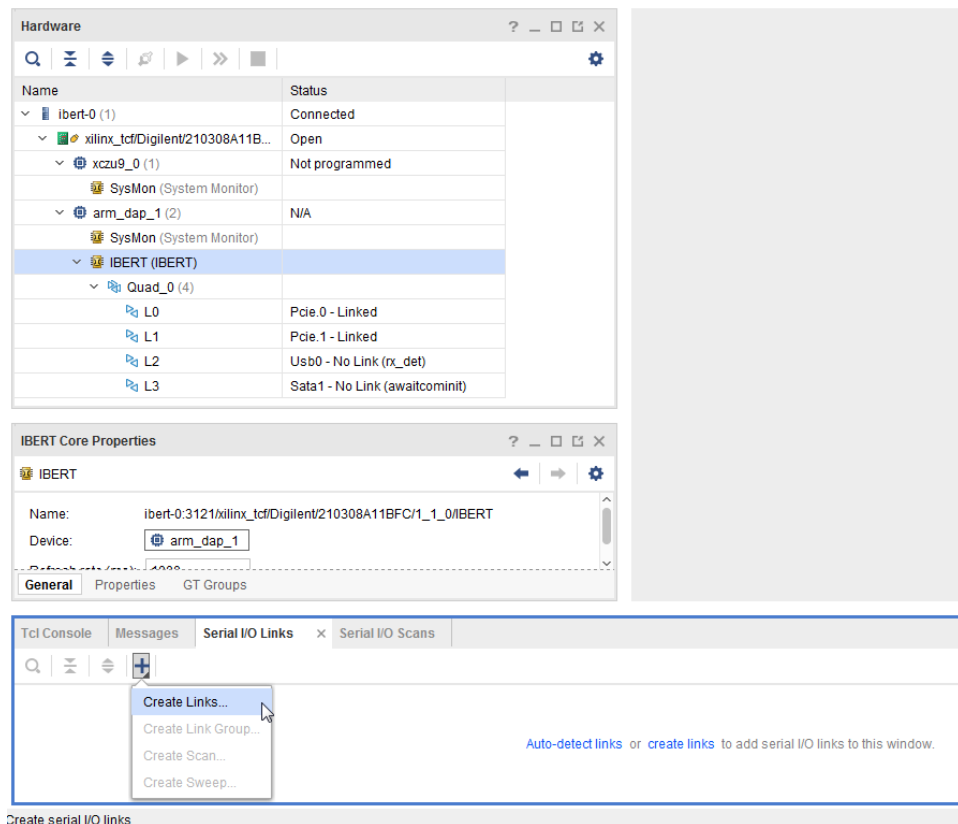 Hardware
Name Status
ibert-0 (1) Connected
xilinx_tcf/Digilent/210308A11B... Open
xczu9_0 (1) Not programmed
SysMon (System Monitor)
arm_dap_1 (2) N/A
SysMon (System Monitor)
IBERT (IBERT)
Quad_0 (4)
L0 Pcie.0 - Linked
L1 Pcie.1 - Linked
L2 Usb0 - No Link (rx_det)
L3 Sata1 - No Link (awaitcominit)
IBERT Core Properties
IBERT
Name: ibert-0:3121/xilinx_tcf/Digilent/210308A11BFC/1_1_0/IBERT
Device: arm_dap_1
General Properties GT Groups
Tcl Console Messages Serial I/O Links Serial I/O Scans
Create Links...
Create Link Group...
Auto-detect links or create links to add serial I/O links to this window.
Create Scan...
Create Sweep...
Create serial I/O links